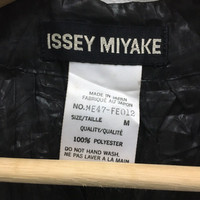 ISSEY MIYAKE
MADE IN JAPAN
FABRIQUÉ AU JAPON
NO.ME47-FE012
SIZE/TAILLE M
QUALITY/QUALITÉ
100% POLYESTER
DO NOT HAND WASH.
NE PAS LAVER A LA MAIN